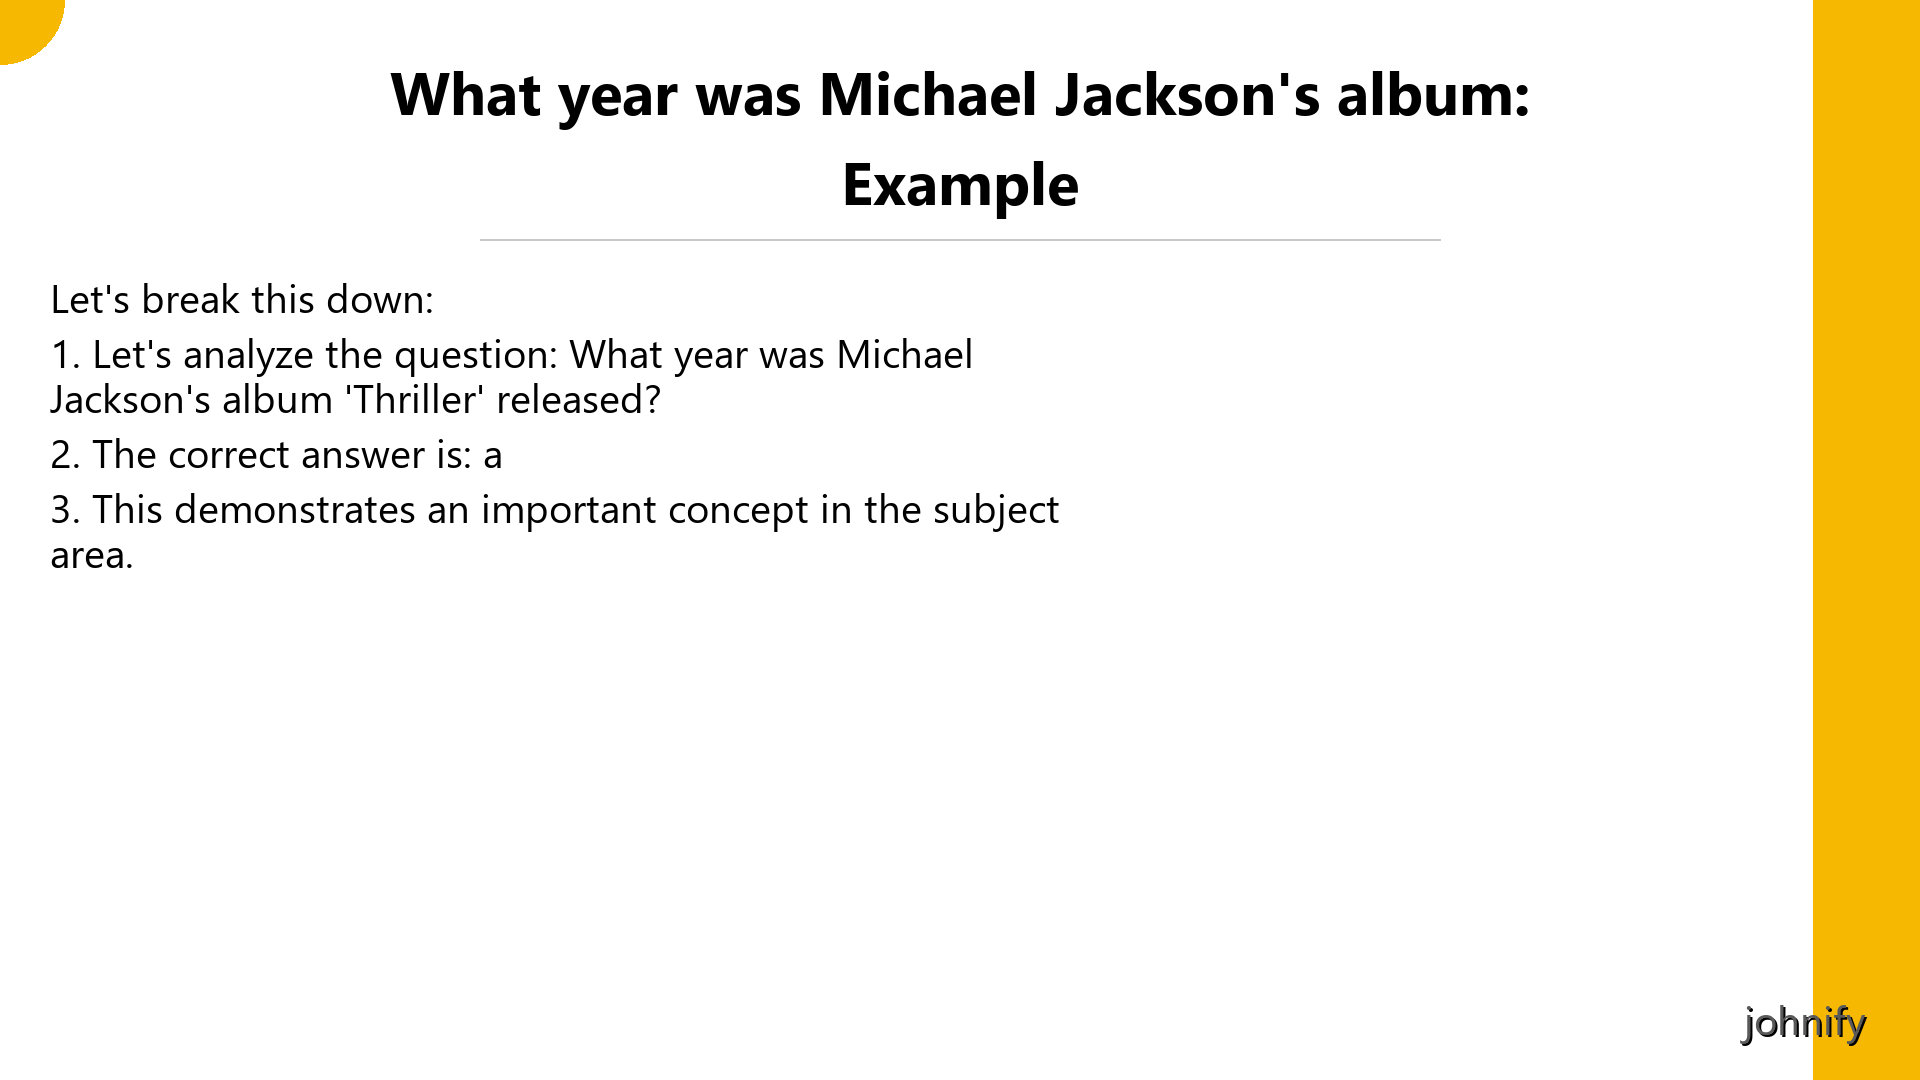 What year was Michael Jackson's album:
Example
Let's break this down:
1. Let's analyze the question: What year was Michael
Jackson's album 'Thriller' released?
2. The correct answer is: a
3. This demonstrates an important concept in the subject
area.
johnify